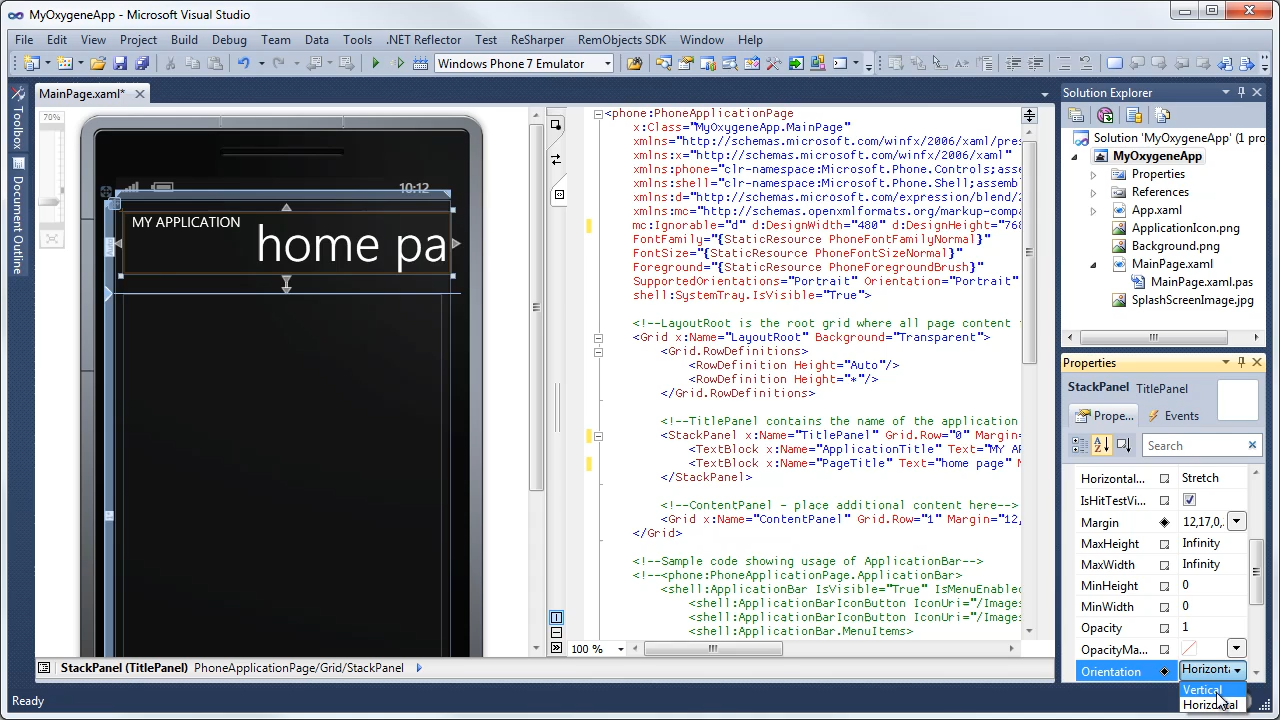 MyOxygeneApp - Microsoft Visual Studio
File Edit View Project Build Debug Team Data Tools .NET Reflector Test ReSharper RemObjects SDK Window Help
Windows Phone 7 Emulator
MainPage.xaml*
Toolbox
Document Outline
70%
10:12
MY APPLICATION
home pa
<phone:PhoneApplicationPage
x:Class="MyOxygeneApp.MainPage"
xmlns="http://schemas.microsoft.com/winfx/2006/xaml/pres
xmlns:x="http://schemas.microsoft.com/winfx/2006/xaml"
xmlns:phone="clr-namespace:Microsoft.Phone.Controls;asse
xmlns:shell="clr-namespace:Microsoft.Phone.Shell;assembl
xmlns:d="http://schemas.microsoft.com/expression/blend/2
xmlns:mc="http://schemas.openxmlformats.org/markup-compa
mc:Ignorable="d" d:DesignWidth="480" d:DesignHeight="768
FontFamily="{StaticResource PhoneFontFamilyNormal}"
FontSize="{StaticResource PhoneFontSizeNormal}"
Foreground="{StaticResource PhoneForegroundBrush}"
SupportedOrientations="Portrait" Orientation="Portrait"
shell:SystemTray.IsVisible="True">
<!--LayoutRoot is the root grid where all page content
<Grid x:Name="LayoutRoot" Background="Transparent">
<Grid.RowDefinitions>
<RowDefinition Height="Auto"/>
<RowDefinition Height="*"/>
</Grid.RowDefinitions>
<!--TitlePanel contains the name of the application
<StackPanel x:Name="TitlePanel" Grid.Row="0" Margin=
<TextBlock x:Name="ApplicationTitle" Text="MY AP
<TextBlock x:Name="PageTitle" Text="home page" M
</StackPanel>
<!--ContentPanel - place additional content here-->
<Grid x:Name="ContentPanel" Grid.Row="1" Margin="12,
</Grid>
<!--Sample code showing usage of ApplicationBar-->
<!--<phone:PhoneApplicationPage.ApplicationBar>
<shell:ApplicationBar IsVisible="True" IsMenuEnabled
<shell:ApplicationBarIconButton IconUri="/Images
<shell:ApplicationBarIconButton IconUri="/Images
<shell:ApplicationBar.MenuItems>
100 %
StackPanel (TitlePanel) PhoneApplicationPage/Grid/StackPanel
Ready
Solution Explorer
Solution 'MyOxygeneApp' (1 pro
MyOxygeneApp
Properties
References
App.xaml
ApplicationIcon.png
Background.png
MainPage.xaml
MainPage.xaml.pas
SplashScreenImage.png
Properties
StackPanel TitlePanel
Prope... Events
Search
Horizontal... Stretch
IsHitTestVi...
Margin 12,17,0,.
MaxHeight Infinity
MaxWidth Infinity
MinHeight 0
MinWidth 0
Opacity 1
OpacityMa...
Orientation Horizonta
Vertical
Horizontal